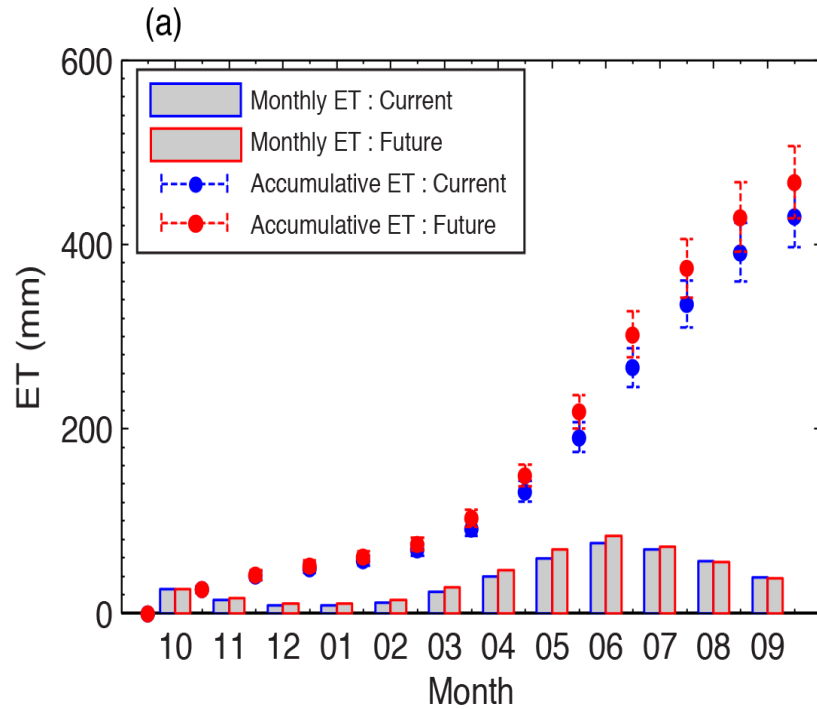 (a)
600
400
200
0
ET (mm)
Monthly ET : Current
Monthly ET : Future
Accumulative ET : Current
Accumulative ET : Future
10 11 12 01 02 03 04 05 06 07 08 09
Month